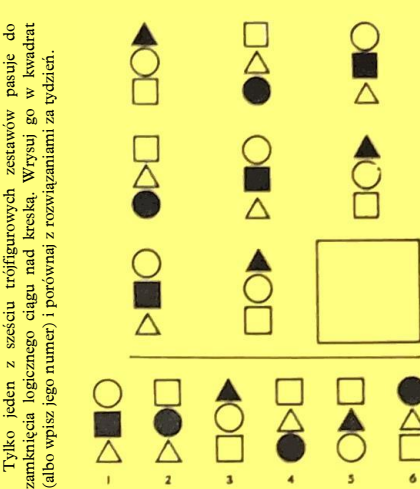 Tylko jeden z sześciu trójfigurowych zestawów pasuje do
zamknięcia logicznego ciągu nad kreską. Wrysuj go w kwadrat
(albo wpisz jego numer) i porównaj z rozwiązaniami za tydzień.
1 2 3 4 5 6